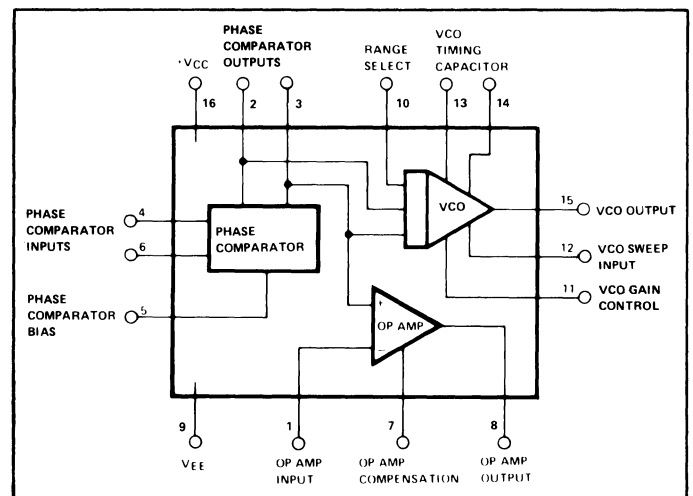 PHASE
COMPARATOR
OUTPUTS
+VCC
RANGE
SELECT
VCO
TIMING
CAPACITOR
16
2
3
10
13
14
PHASE
COMPARATOR
INPUTS
4
6
PHASE
COMPARATOR
VCO
15
VCO OUTPUT
12
VCO SWEEP
INPUT
11
VCO GAIN
CONTROL
PHASE
COMPARATOR
BIAS
5
+
OP AMP
−
9
1
7
8
VEE
OP AMP
INPUT
OP AMP
COMPENSATION
OP AMP
OUTPUT